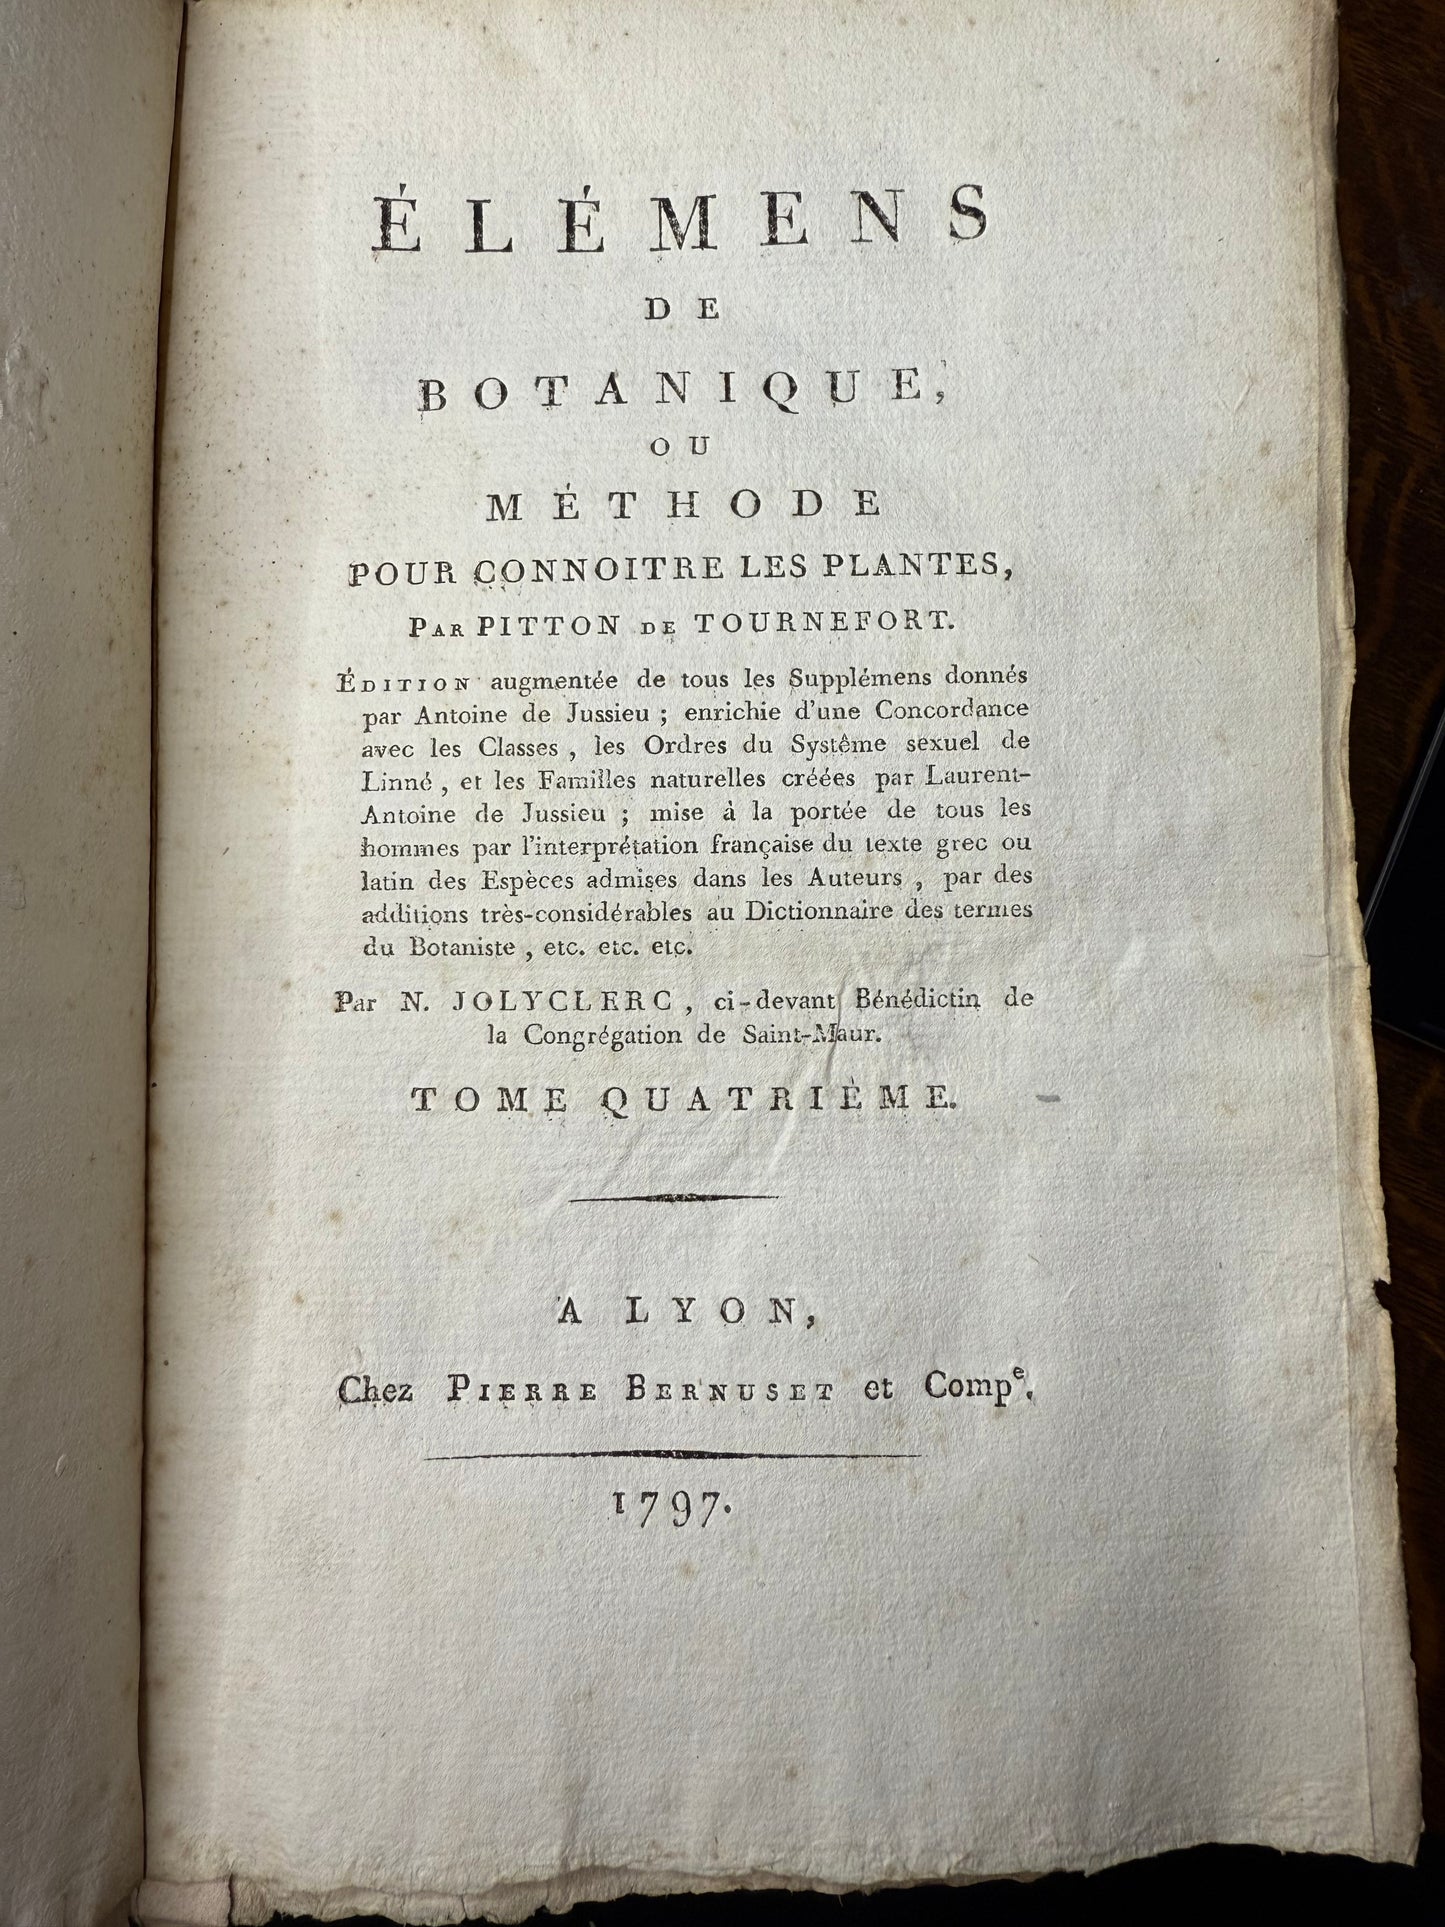 ÉLÉMENS
DE
BOTANIQUE,
OU
MÉTHODE
POUR CONNOITRE LES PLANTES,
PAR PITTON DE TOURNEFORT.
ÉDITION augmentée de tous les Supplémens donnés
par Antoine de Jussieu ; enrichie d'une Concordance
avec les Classes , les Ordres du Systême sexuel de
Linné , et les Familles naturelles créées par Laurent-
Antoine de Jussieu ; mise à la portée de tous les
hommes par l'interprétation française du texte grec ou
latin des Espèces admises dans les Auteurs , par des
additions très-considérables au Dictionnaire des termes
du Botaniste , etc. etc. etc.
Par N. JOLYCLERC , ci-devant Bénédictin de
la Congrégation de Saint-Maur.
TOME QUATRIÈME.
A LYON,
Chez PIERRE BERNUSET et Compe.
1797.